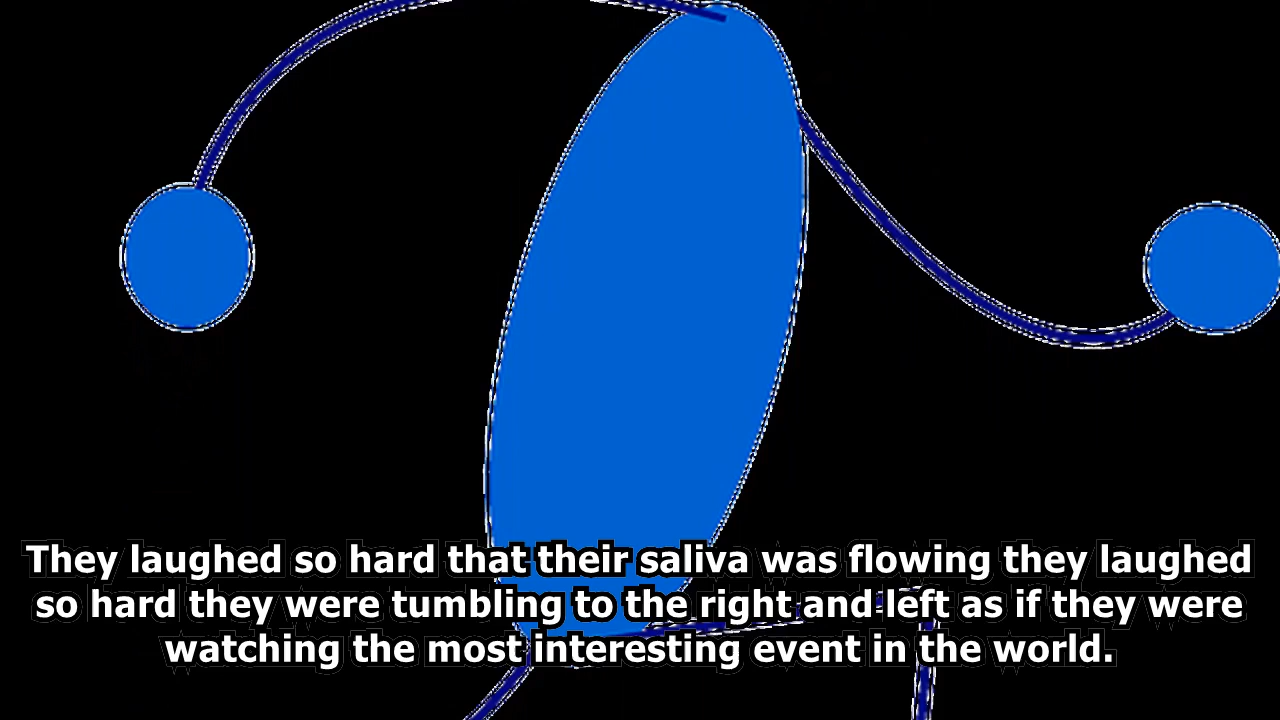 They laughed so hard that their saliva was flowing they laughed
so hard they were tumbling to the right and left as if they were
watching the most interesting event in the world.